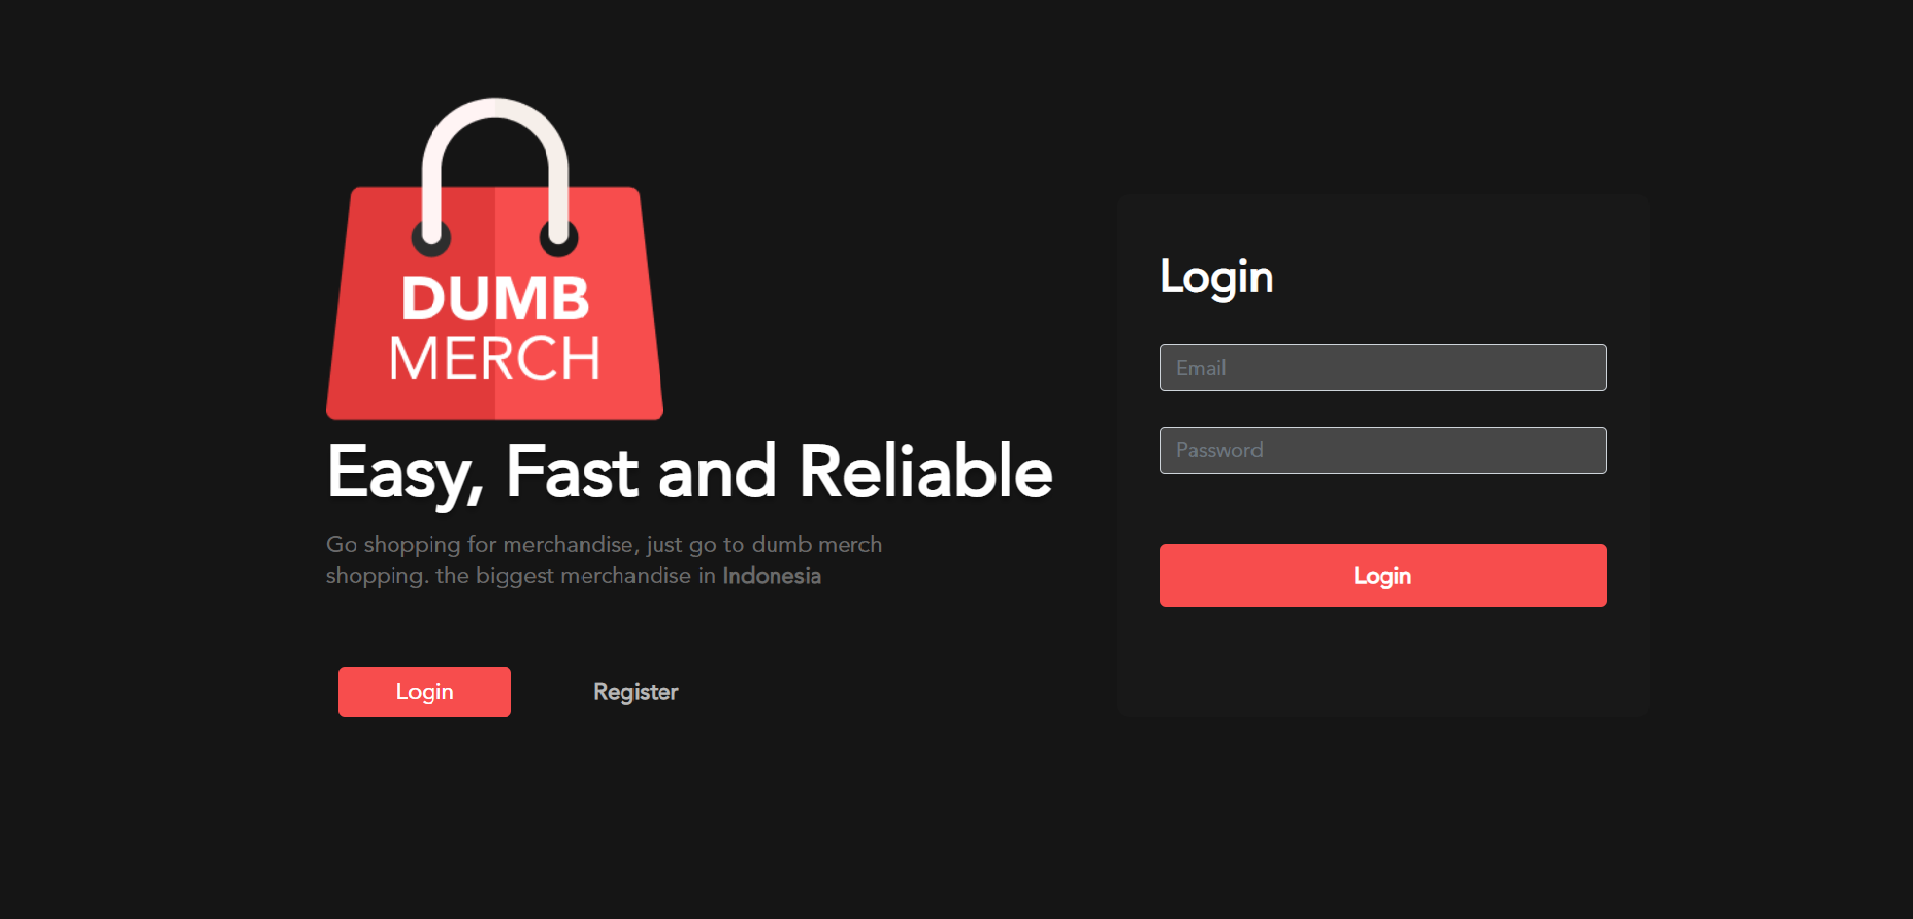 DUMB
MERCH
Easy, Fast and Reliable
Go shopping for merchandise, just go to dumb merch
shopping. the biggest merchandise in Indonesia
Login
Register
Login
Email
Password
Login